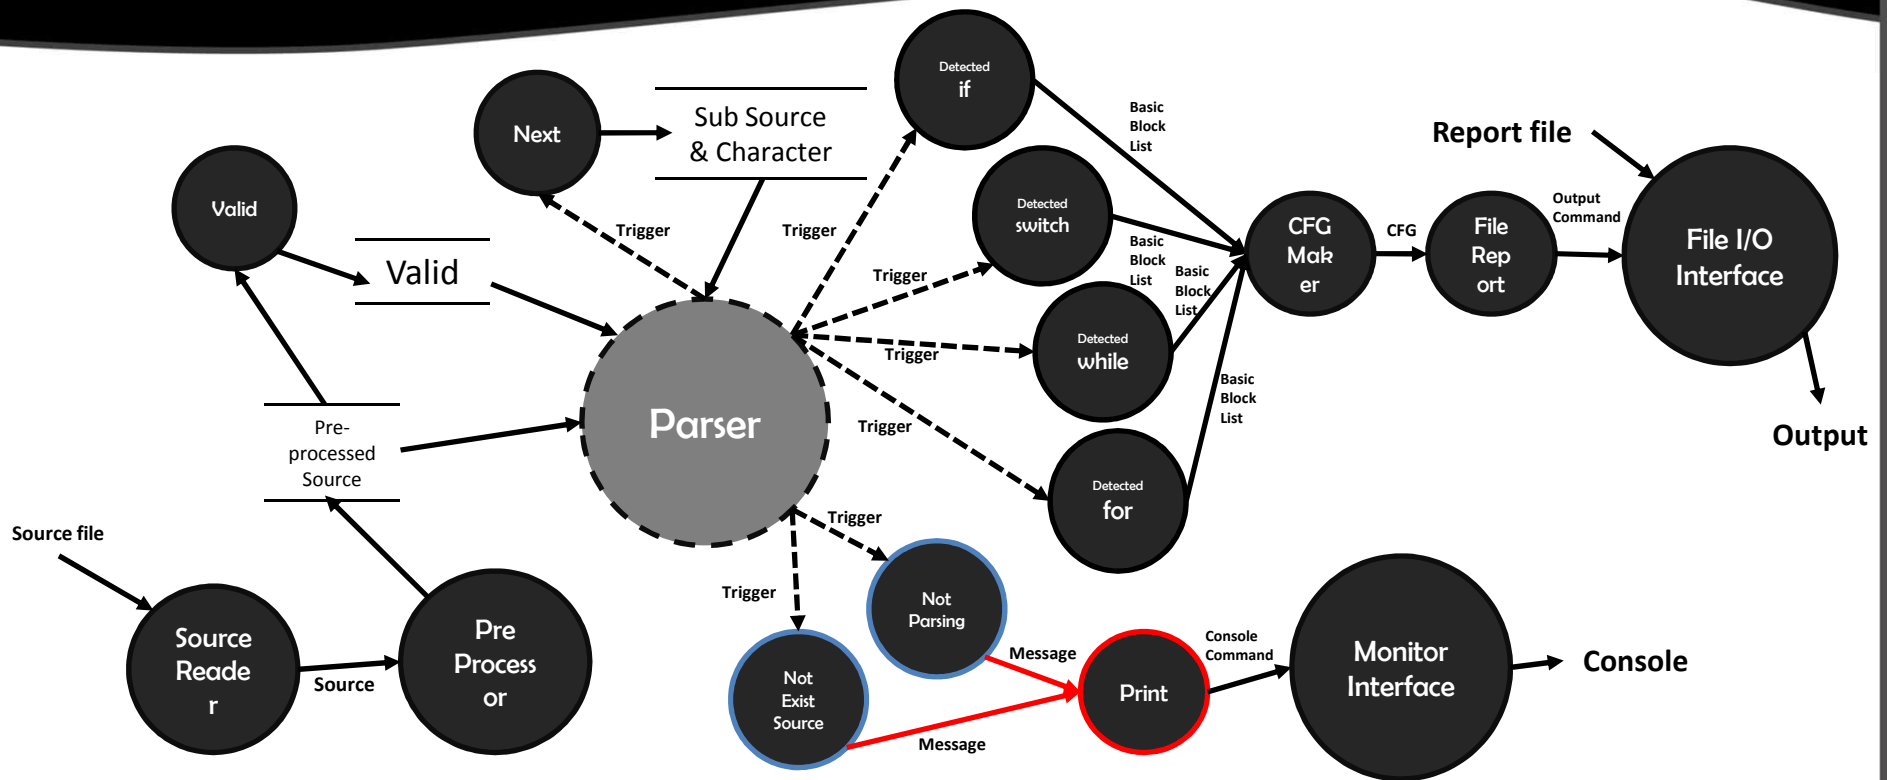 Detected
if
Next
Sub Source
& Character
Basic
Block
List
Report file
Valid
Trigger
Trigger
Detected
switch
Output
Command
CFG
Mak
er
CFG
File
Rep
ort
File I/O
Interface
Valid
Trigger
Basic
Block
List
Basic
Block
List
Trigger
Detected
while
Parser
Trigger
Basic
Block
List
Output
Pre-
processed
Source
Detected
for
Source file
Trigger
Trigger
Not
Parsing
Source
Reade
r
Source
Pre
Process
or
Not
Exist
Source
Message
Message
Print
Console
Command
Monitor
Interface
Console